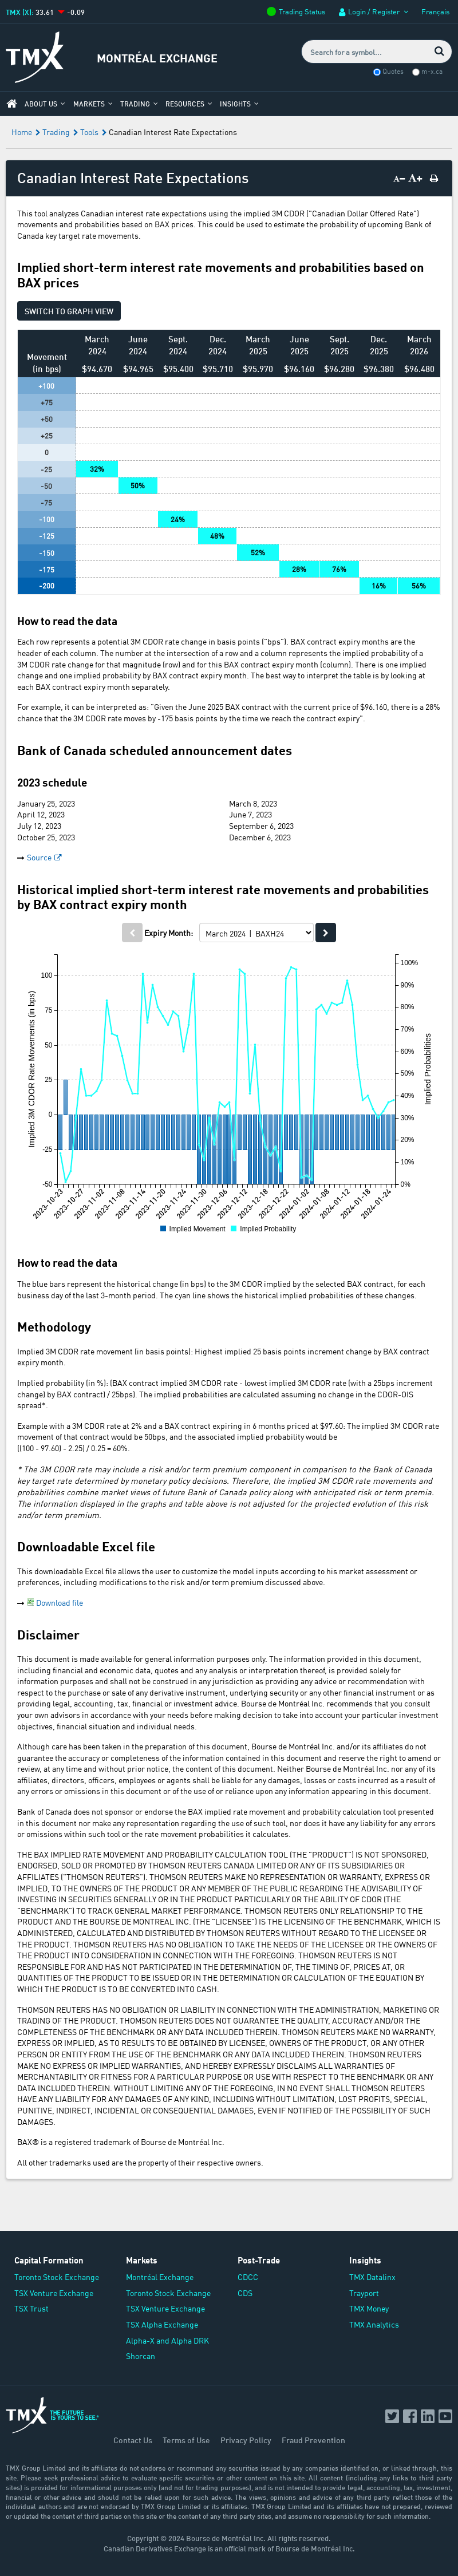 TMX (X): 33.61 -0.09
Trading Status Login / Register Français
TMX
MONTRÉAL EXCHANGE
Search for a symbol...
Quotes m-x.ca
ABOUT US MARKETS TRADING RESOURCES INSIGHTS
Home Trading Tools Canadian Interest Rate Expectations
Canadian Interest Rate Expectations
A- A+
This tool analyzes Canadian interest rate expectations using the implied 3M CDOR ("Canadian Dollar Offered Rate")
movements and probabilities based on BAX prices. This could be used to estimate the probability of upcoming Bank of
Canada key target rate movements.
Implied short-term interest rate movements and probabilities based on
BAX prices
SWITCH TO GRAPH VIEW
Movement (in bps) March 2024 June 2024 Sept. 2024 Dec. 2024 March 2025 June 2025 Sept. 2025 Dec. 2025 March 2026
$94.670 $94.965 $95.400 $95.710 $95.970 $96.160 $96.280 $96.380 $96.480
+100
+75
+50
+25
0
-25 32%
-50 50%
-75
-100 24%
-125 48%
-150 52%
-175 28% 76%
-200 16% 56%
How to read the data
Each row represents a potential 3M CDOR rate change in basis points ("bps"). BAX contract expiry months are the
header of each column. The number at the intersection of a row and a column represents the implied probability of a
3M CDOR rate change for that magnitude (row) and for this BAX contract expiry month (column). There is one implied
change and one implied probability by BAX contract expiry month. The best way to interpret the table is by looking at
each BAX contract expiry month separately.
For example, it can be interpreted as: "Given the June 2025 BAX contract with the current price of $96.160, there is a 28%
chance that the 3M CDOR rate moves by -175 basis points by the time we reach the contract expiry".
Bank of Canada scheduled announcement dates
2023 schedule
January 25, 2023 March 8, 2023
April 12, 2023 June 7, 2023
July 12, 2023 September 6, 2023
October 25, 2023 December 6, 2023
Source
Historical implied short-term interest rate movements and probabilities
by BAX contract expiry month
Expiry Month: March 2024 | BAXH24
Implied 3M CDOR Rate Movements (in bps)
100
75
50
25
0
-25
-50
100%
90%
80%
70%
60%
50%
40%
30%
20%
10%
0%
Implied Probabilities
2023-10-23 2023-10-27 2023-11-02 2023-11-08 2023-11-14 2023-11-20 2023-11-24 2023-11-30 2023-12-06 2023-12-12 2023-12-18 2023-12-22 2024-01-02 2024-01-08 2024-01-12 2024-01-18 2024-01-24
Implied Movement Implied Probability
How to read the data
The blue bars represent the historical change (in bps) to the 3M CDOR implied by the selected BAX contract, for each
business day of the last 3-month period. The cyan line shows the historical implied probabilities of these changes.
Methodology
Implied 3M CDOR rate movement (in basis points): Highest implied 25 basis points increment change by BAX contract
expiry month.
Implied probability (in %): (BAX contract implied 3M CDOR rate - lowest implied 3M CDOR rate (with a 25bps increment
change) by BAX contract) / 25bps). The implied probabilities are calculated assuming no change in the CDOR-OIS
spread*.
Example with a 3M CDOR rate at 2% and a BAX contract expiring in 6 months priced at $97.60: The implied 3M CDOR rate
movement of that contract would be 50bps, and the associated implied probability would be
((100 - 97.60) - 2.25) / 0.25 = 60%.
* The 3M CDOR rate may include a risk and/or term premium component in comparison to the Bank of Canada
key target rate determined by monetary policy decisions. Therefore, the implied 3M CDOR rate movements and
probabilities combine market views of future Bank of Canada policy along with anticipated risk or term premia.
The information displayed in the graphs and table above is not adjusted for the projected evolution of this risk
and/or term premium.
Downloadable Excel file
This downloadable Excel file allows the user to customize the model inputs according to his market assessment or
preferences, including modifications to the risk and/or term premium discussed above.
Download file
Disclaimer
This document is made available for general information purposes only. The information provided in this document,
including financial and economic data, quotes and any analysis or interpretation thereof, is provided solely for
information purposes and shall not be construed in any jurisdiction as providing any advice or recommendation with
respect to the purchase or sale of any derivative instrument, underlying security or any other financial instrument or as
providing legal, accounting, tax, financial or investment advice. Bourse de Montréal Inc. recommends that you consult
your own advisors in accordance with your needs before making decision to take into account your particular investment
objectives, financial situation and individual needs.
Although care has been taken in the preparation of this document, Bourse de Montréal Inc. and/or its affiliates do not
guarantee the accuracy or completeness of the information contained in this document and reserve the right to amend or
review, at any time and without prior notice, the content of this document. Neither Bourse de Montréal Inc. nor any of its
affiliates, directors, officers, employees or agents shall be liable for any damages, losses or costs incurred as a result of
any errors or omissions or of the use of or reliance upon any information appearing in this document.
Bank of Canada does not sponsor or endorse the BAX implied rate movement and probability calculation tool presented
in this document nor make any representation regarding the use of such tool, nor does it have any liability for any errors
or omissions within such tool or the rate movement probabilities it calculates.
THE BAX IMPLIED RATE MOVEMENT AND PROBABILITY CALCULATION TOOL (THE "PRODUCT") IS NOT SPONSORED,
ENDORSED, SOLD OR PROMOTED BY THOMSON REUTERS CANADA LIMITED OR ANY OF ITS SUBSIDIARIES OR
AFFILIATES ("THOMSON REUTERS"). THOMSON REUTERS MAKE NO REPRESENTATION OR WARRANTY, EXPRESS OR
IMPLIED, TO THE OWNERS OF THE PRODUCT OR ANY MEMBER OF THE PUBLIC REGARDING THE ADVISABILITY OF
INVESTING IN SECURITIES GENERALLY OR IN THE PRODUCT PARTICULARLY OR THE ABILITY OF CDOR (THE
"BENCHMARK") TO TRACK GENERAL MARKET PERFORMANCE. THOMSON REUTERS ONLY RELATIONSHIP TO THE
PRODUCT AND THE BOURSE DE MONTREAL INC. (THE "LICENSEE") IS THE LICENSING OF THE BENCHMARK, WHICH IS
ADMINISTERED, CALCULATED AND DISTRIBUTED BY THOMSON REUTERS WITHOUT REGARD TO THE LICENSEE OR
THE PRODUCT. THOMSON REUTERS HAS NO OBLIGATION TO TAKE THE NEEDS OF THE LICENSEE OR THE OWNERS OF
THE PRODUCT INTO CONSIDERATION IN CONNECTION WITH THE FOREGOING. THOMSON REUTERS IS NOT
RESPONSIBLE FOR AND HAS NOT PARTICIPATED IN THE DETERMINATION OF, THE TIMING OF, PRICES AT, OR
QUANTITIES OF THE PRODUCT TO BE ISSUED OR IN THE DETERMINATION OR CALCULATION OF THE EQUATION BY
WHICH THE PRODUCT IS TO BE CONVERTED INTO CASH.
THOMSON REUTERS HAS NO OBLIGATION OR LIABILITY IN CONNECTION WITH THE ADMINISTRATION, MARKETING OR
TRADING OF THE PRODUCT. THOMSON REUTERS DOES NOT GUARANTEE THE QUALITY, ACCURACY AND/OR THE
COMPLETENESS OF THE BENCHMARK OR ANY DATA INCLUDED THEREIN. THOMSON REUTERS MAKE NO WARRANTY,
EXPRESS OR IMPLIED, AS TO RESULTS TO BE OBTAINED BY LICENSEE, OWNERS OF THE PRODUCT, OR ANY OTHER
PERSON OR ENTITY FROM THE USE OF THE BENCHMARK OR ANY DATA INCLUDED THEREIN. THOMSON REUTERS
MAKE NO EXPRESS OR IMPLIED WARRANTIES, AND HEREBY EXPRESSLY DISCLAIMS ALL WARRANTIES OF
MERCHANTABILITY OR FITNESS FOR A PARTICULAR PURPOSE OR USE WITH RESPECT TO THE BENCHMARK OR ANY
DATA INCLUDED THEREIN. WITHOUT LIMITING ANY OF THE FOREGOING, IN NO EVENT SHALL THOMSON REUTERS
HAVE ANY LIABILITY FOR ANY DAMAGES OF ANY KIND, INCLUDING WITHOUT LIMITATION, LOST PROFITS, SPECIAL,
PUNITIVE, INDIRECT, INCIDENTAL OR CONSEQUENTIAL DAMAGES, EVEN IF NOTIFIED OF THE POSSIBILITY OF SUCH
DAMAGES.
BAX® is a registered trademark of Bourse de Montréal Inc.
All other trademarks used are the property of their respective owners.
Capital Formation Markets Post-Trade Insights
Toronto Stock Exchange Montréal Exchange CDCC TMX Datalinx
TSX Venture Exchange Toronto Stock Exchange CDS Trayport
TSX Trust TSX Venture Exchange TMX Money
TSX Alpha Exchange TMX Analytics
Alpha-X and Alpha DRK
Shorcan
TMX THE FUTURE
IS YOURS TO SEE.®
Contact Us Terms of Use Privacy Policy Fraud Prevention
TMX Group Limited and its affiliates do not endorse or recommend any securities issued by any companies identified on, or linked through, this
site. Please seek professional advice to evaluate specific securities or other content on this site. All content (including any links to third party
sites) is provided for informational purposes only (and not for trading purposes), and is not intended to provide legal, accounting, tax, investment,
financial or other advice and should not be relied upon for such advice. The views, opinions and advice of any third party reflect those of the
individual authors and are not endorsed by TMX Group Limited or its affiliates. TMX Group Limited and its affiliates have not prepared, reviewed
or updated the content of third parties on this site or the content of any third party sites, and assume no responsibility for such information.
Copyright © 2024 Bourse de Montréal Inc. All rights reserved.
Canadian Derivatives Exchange is an official mark of Bourse de Montréal Inc.